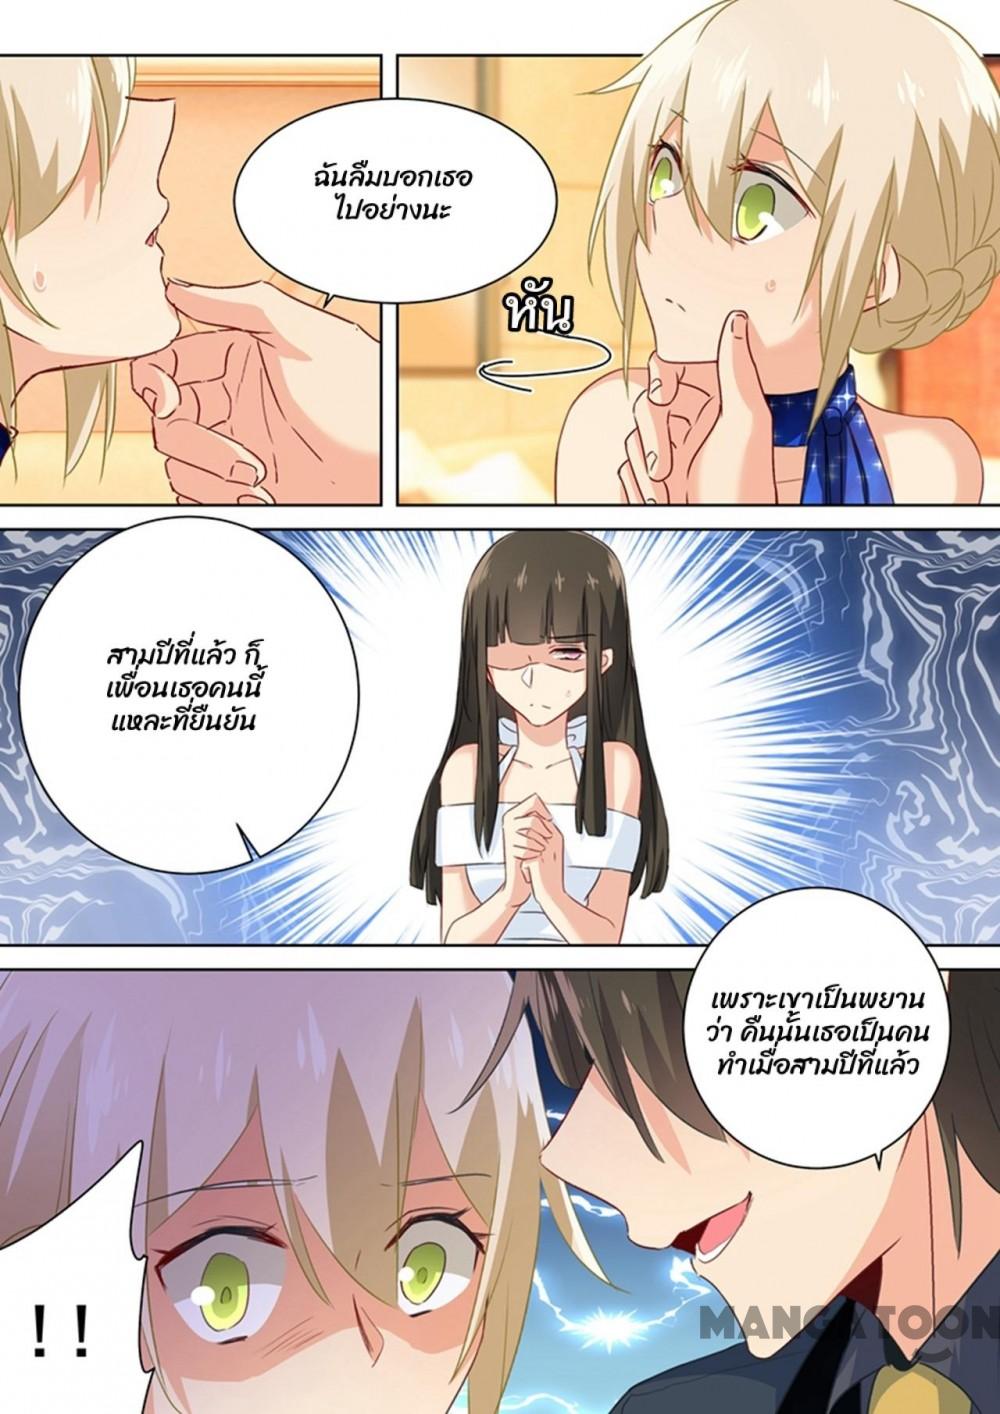 ฉันลืมบอกเธอ
ไปอย่างนะ
หัน
สามปีที่แล้ว ก็
เพื่อนเธอคนนี้
แหละที่ยืนยัน
เพราะเขาเป็นพยาน
ว่า คืนนั้นเธอเป็นคน
ทำเมื่อสามปีที่แล้ว
!!
MANGATOON